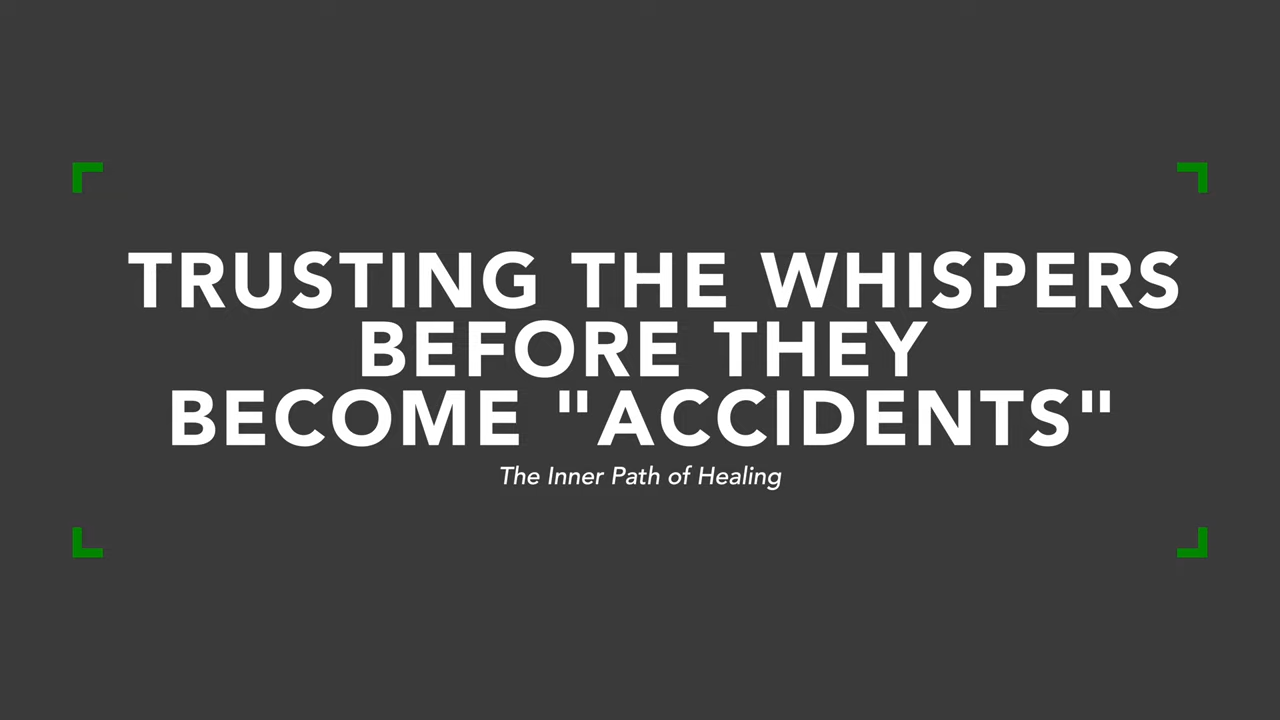 TRUSTING THE WHISPERS
BEFORE THEY
BECOME "ACCIDENTS"
The Inner Path of Healing